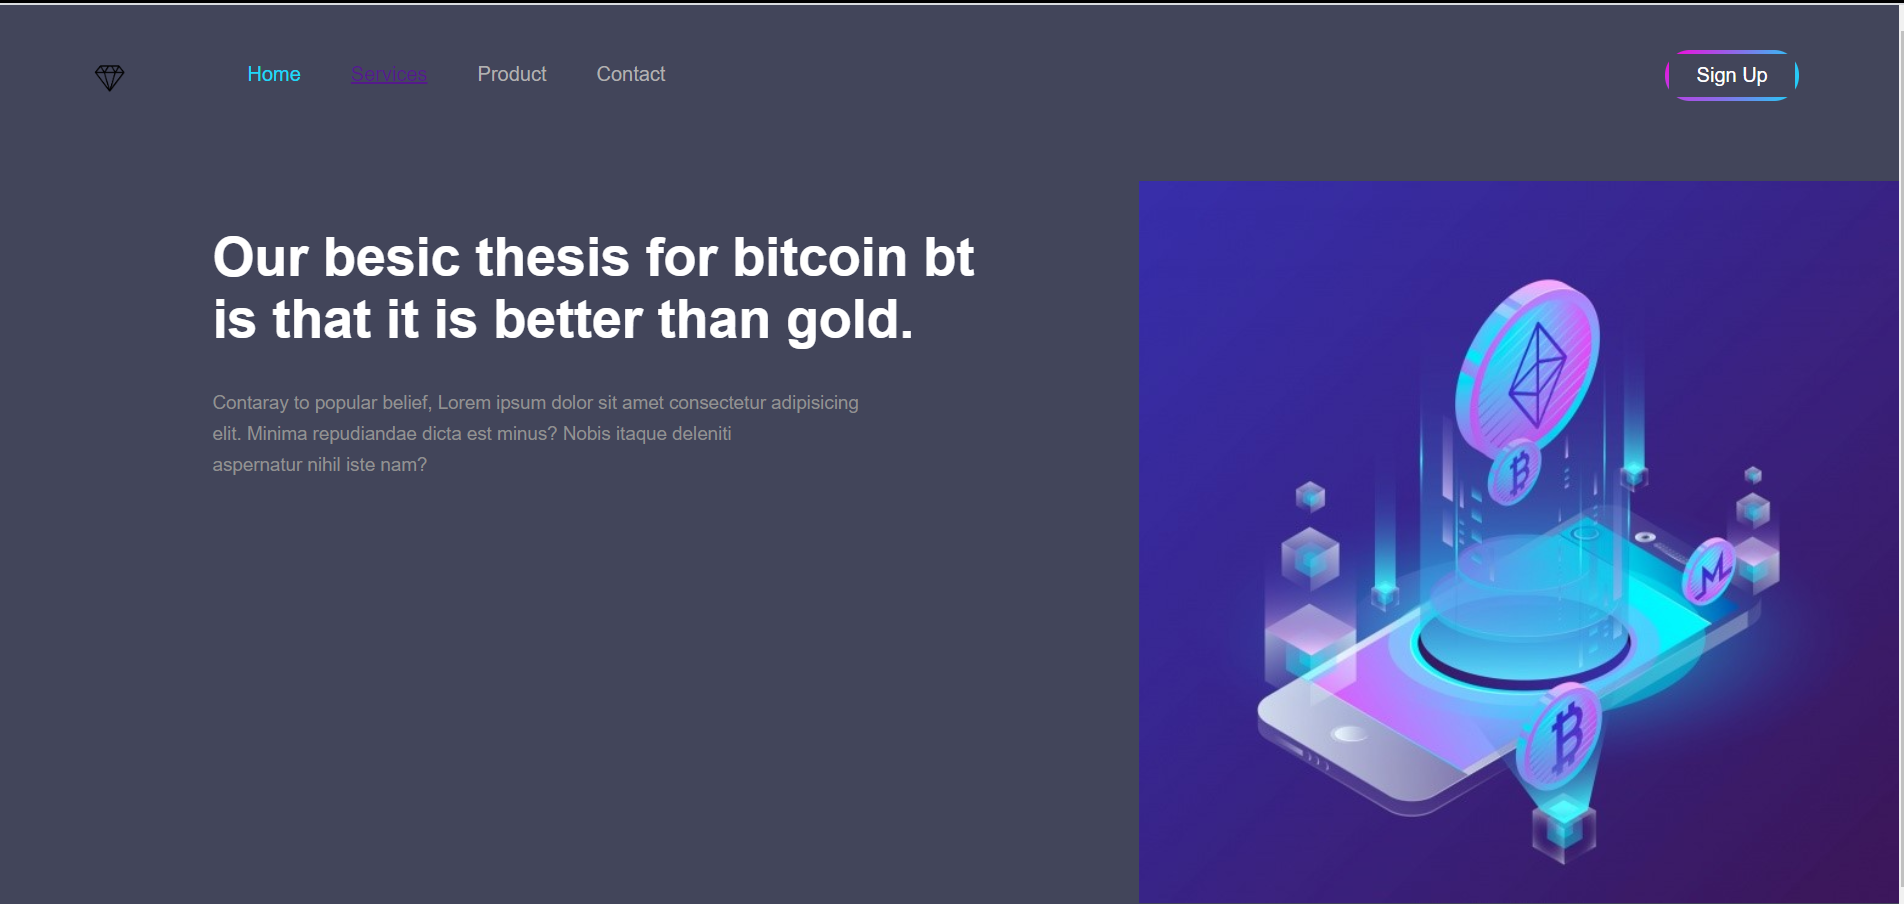 Home Services Product Contact Sign Up
Our besic thesis for bitcoin bt
is that it is better than gold.
Contaray to popular belief, Lorem ipsum dolor sit amet consectetur adipisicing
elit. Minima repudiandae dicta est minus? Nobis itaque deleniti
aspernatur nihil iste nam?